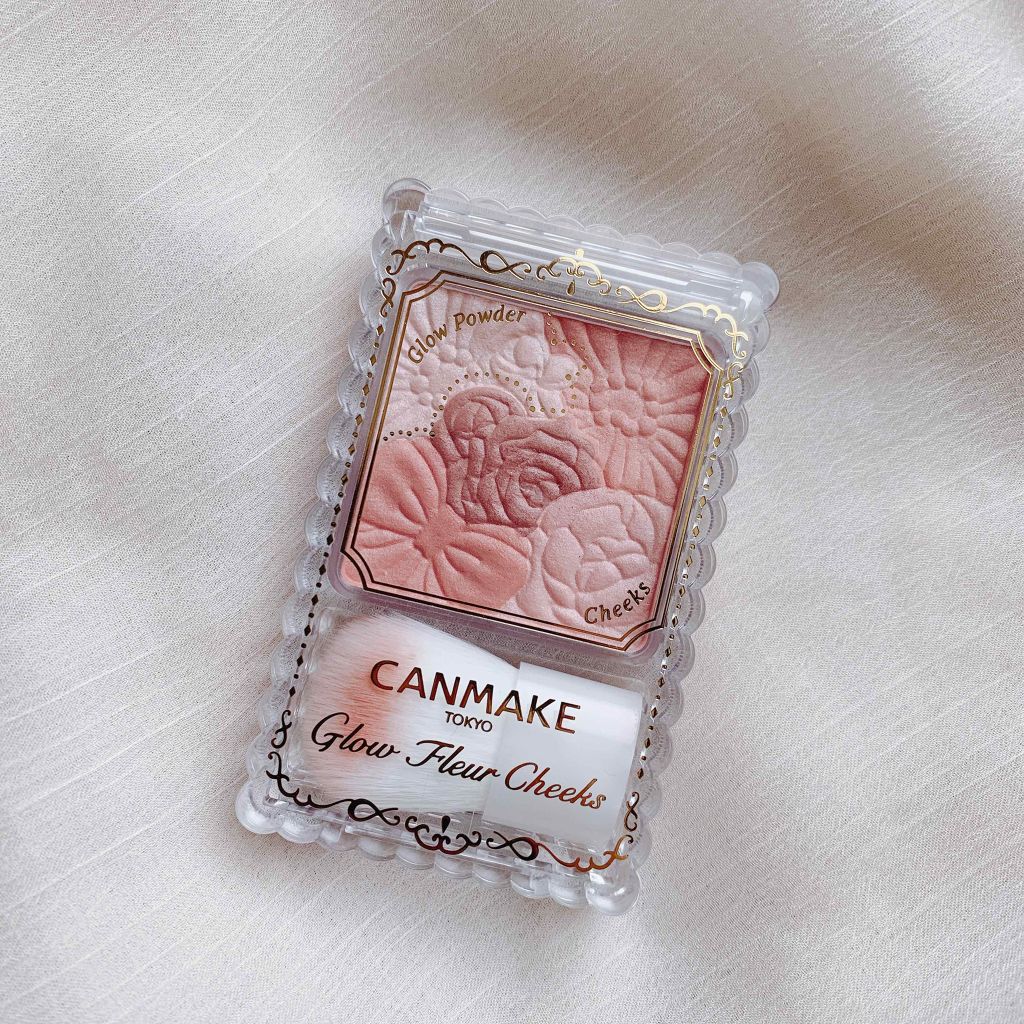 Glow Powder
Cheeks
CANMAKE
TOKYO
Glow Fleur Cheeks